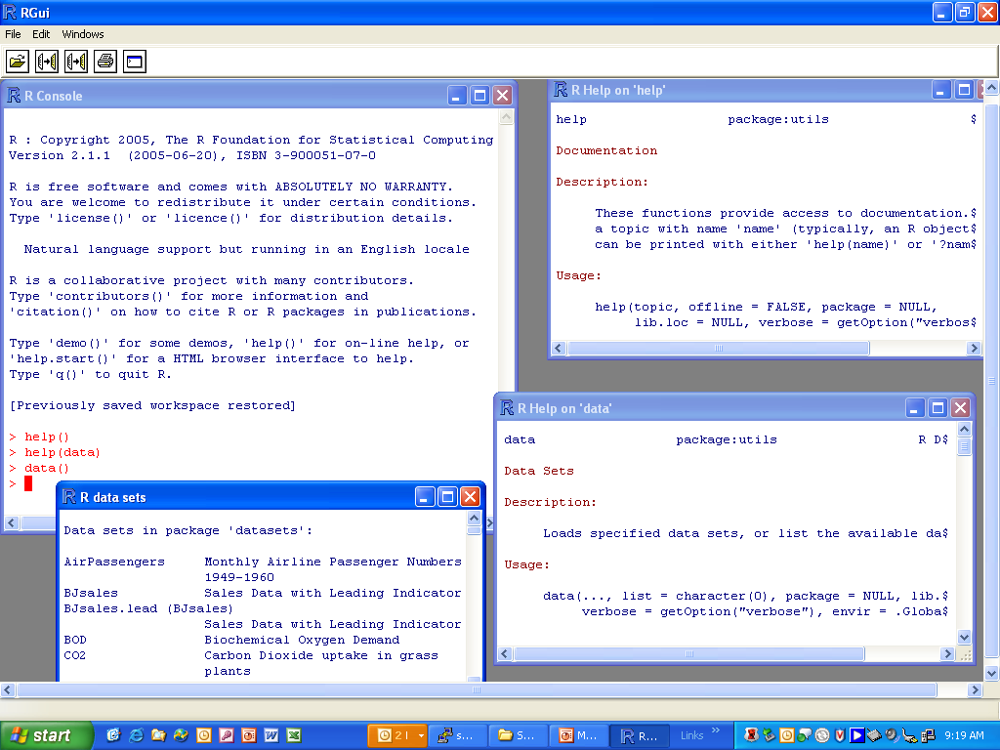 RGui
File Edit Windows
R Console
R : Copyright 2005, The R Foundation for Statistical Computing
Version 2.1.1  (2005-06-20), ISBN 3-900051-07-0
R is free software and comes with ABSOLUTELY NO WARRANTY.
You are welcome to redistribute it under certain conditions.
Type 'license()' or 'licence()' for distribution details.
Natural language support but running in an English locale
R is a collaborative project with many contributors.
Type 'contributors()' for more information and
'citation()' on how to cite R or R packages in publications.
Type 'demo()' for some demos, 'help()' for on-line help, or
'help.start()' for a HTML browser interface to help.
Type 'q()' to quit R.
[Previously saved workspace restored]
> help()
> help(data)
> data()
>
R Help on 'help'
help package:utils $
Documentation
Description:
These functions provide access to documentation.$
a topic with name 'name' (typically, an R object$
can be printed with either 'help(name)' or '?nam$
Usage:
help(topic, offline = FALSE, package = NULL,
lib.loc = NULL, verbose = getOption("verbos$
R Help on 'data'
data package:utils R D$
Data Sets
Description:
Loads specified data sets, or list the available da$
Usage:
data(..., list = character(0), package = NULL, lib.$
verbose = getOption("verbose"), envir = .Globa$
R data sets
Data sets in package 'datasets':
AirPassengers Monthly Airline Passenger Numbers
1949-1960
BJsales Sales Data with Leading Indicator
BJsales.lead (BJsales)
Sales Data with Leading Indicator
BOD Biochemical Oxygen Demand
CO2 Carbon Dioxide uptake in grass
plants
start 2 I s... S... M... R... Links » 9:19 AM